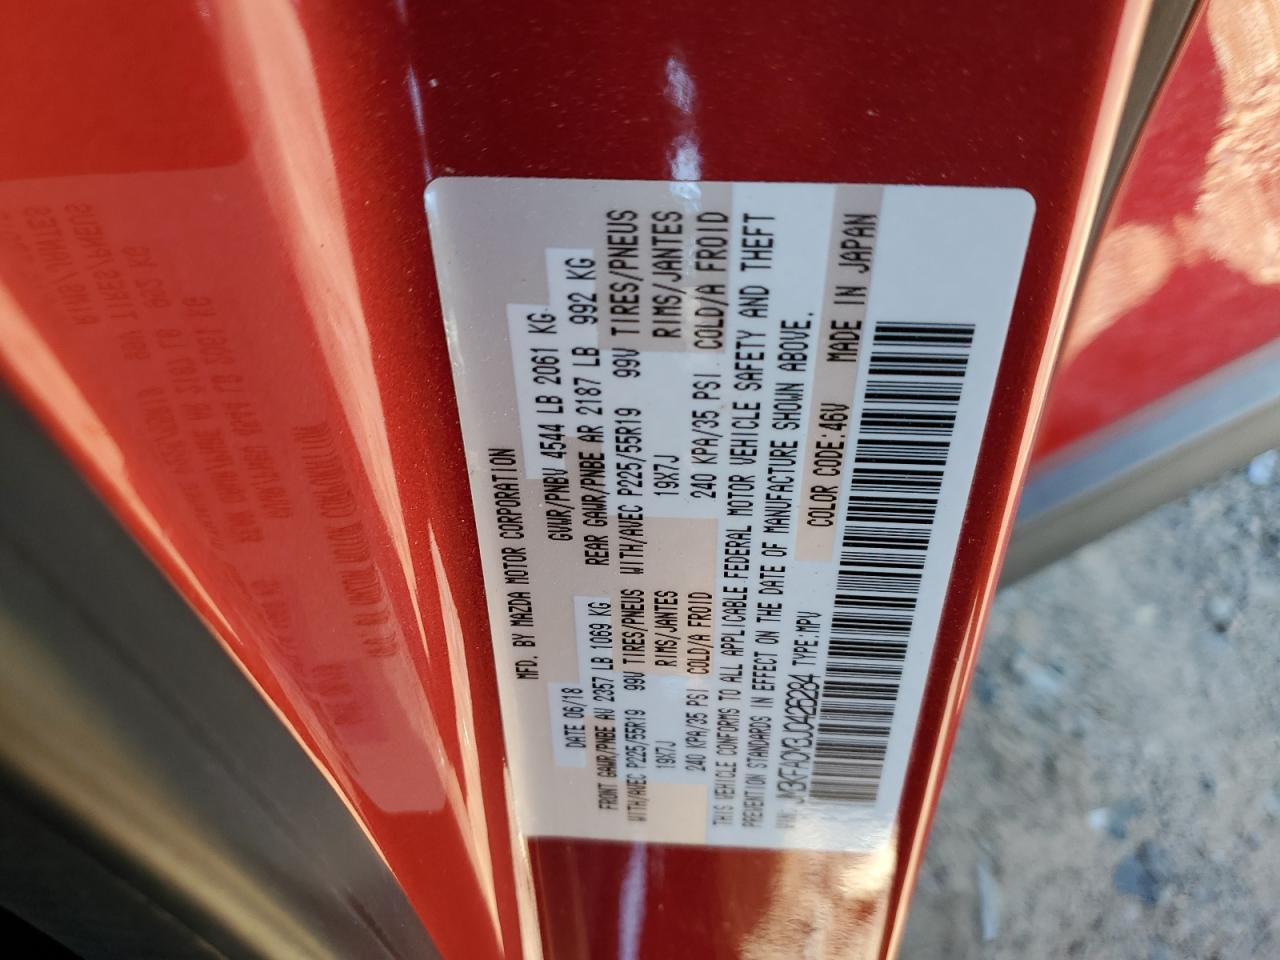 MFD. BY MAZDA MOTOR CORPORATION
DATE 06/18 GVWR/PNBV 4544 LB 2061 KG
FRONT GAWR/PNBE AV 2357 LB 1069 KG REAR GAWR/PNBE AR 2187 LB 992 KG
WITH/AVEC P225/55R19 99V TIRES/PNEUS WITH/AVEC P225/55R19 99V TIRES/PNEUS
19X7J RIMS/JANTES 19X7J RIMS/JANTES
240 KPA/35 PSI COLD/A FROID 240 KPA/35 PSI COLD/A FROID
THIS VEHICLE CONFORMS TO ALL APPLICABLE FEDERAL MOTOR VEHICLE SAFETY AND THEFT
PREVENTION STANDARDS IN EFFECT ON THE DATE OF MANUFACTURE SHOWN ABOVE.
VIN: TYPE:MPV COLOR CODE:46V MADE IN JAPAN